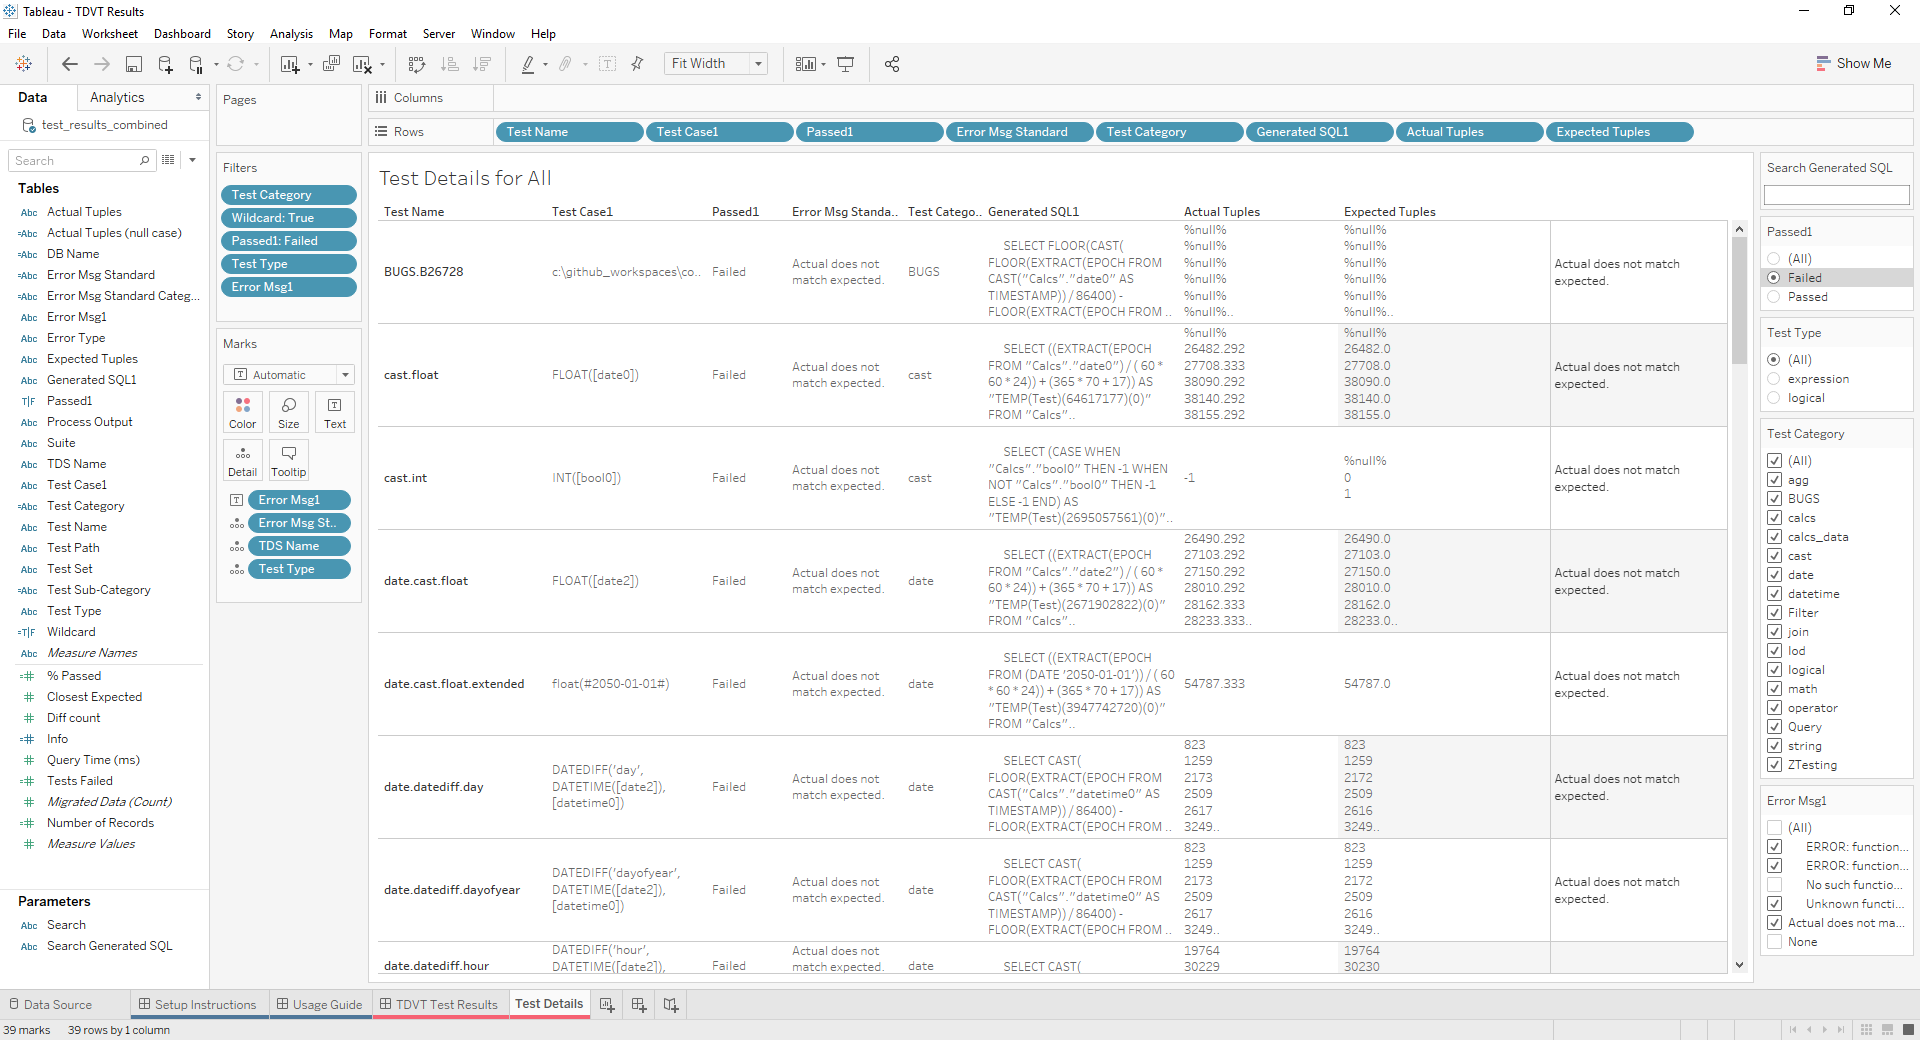 Tableau - TDVT Results
File Data Worksheet Dashboard Story Analysis Map Format Server Window Help
Fit Width
Show Me
Data Analytics
test_results_combined
Search
Tables
Abc Actual Tuples
=Abc Actual Tuples (null case)
=Abc DB Name
=Abc Error Msg Standard
=Abc Error Msg Standard Categ...
Abc Error Msg1
Abc Error Type
Abc Expected Tuples
Abc Generated SQL1
T|F Passed1
Abc Process Output
Abc Suite
Abc TDS Name
Abc Test Case1
=Abc Test Category
Abc Test Name
Abc Test Path
Abc Test Set
=Abc Test Sub-Category
Abc Test Type
=T|F Wildcard
Abc Measure Names
% Passed
Closest Expected
Diff count
Info
Query Time (ms)
Tests Failed
Migrated Data (Count)
Number of Records
Measure Values
Parameters
Abc Search
Abc Search Generated SQL
Pages
Filters
Test Category
Wildcard: True
Passed1: Failed
Test Type
Error Msg1
Marks
Automatic
Color Size Text
Detail Tooltip
Error Msg1
Error Msg St..
TDS Name
Test Type
Columns
Rows Test Name Test Case1 Passed1 Error Msg Standard Test Category Generated SQL1 Actual Tuples Expected Tuples
Test Details for All
Test Name Test Case1 Passed1 Error Msg Standa.. Test Catego.. Generated SQL1 Actual Tuples Expected Tuples
BUGS.B26728
c:\github_workspaces\co..
Failed
Actual does not
match expected.
BUGS
SELECT FLOOR(CAST(
FLOOR(EXTRACT(EPOCH FROM
CAST("Calcs"."date0" AS
TIMESTAMP)) / 86400) -
FLOOR(EXTRACT(EPOCH FROM ..
%null%
%null%
%null%
%null%
%null%
%null%..
%null%
%null%
%null%
%null%
%null%
%null%..
Actual does not match
expected.
cast.float
FLOAT([date0])
Failed
Actual does not
match expected.
cast
SELECT ((EXTRACT(EPOCH
FROM "Calcs"."date0") / ( 60 *
60 * 24)) + (365 * 70 + 17)) AS
"TEMP(Test)(64617177)(0)"
FROM "Calcs"..
%null%
26482.292
27708.333
38090.292
38140.292
38155.292
%null%
26482.0
27708.0
38090.0
38140.0
38155.0
Actual does not match
expected.
cast.int
INT([bool0])
Failed
Actual does not
match expected.
cast
SELECT (CASE WHEN
"Calcs"."bool0" THEN -1 WHEN
NOT "Calcs"."bool0" THEN -1
ELSE -1 END) AS
"TEMP(Test)(2695057561)(0)"..
-1
%null%
0
1
Actual does not match
expected.
date.cast.float
FLOAT([date2])
Failed
Actual does not
match expected.
date
SELECT ((EXTRACT(EPOCH
FROM "Calcs"."date2") / ( 60 *
60 * 24)) + (365 * 70 + 17)) AS
"TEMP(Test)(2671902822)(0)"
FROM "Calcs"..
26490.292
27103.292
27150.292
28010.292
28162.333
28233.333..
26490.0
27103.0
27150.0
28010.0
28162.0
28233.0..
Actual does not match
expected.
date.cast.float.extended
float(#2050-01-01#)
Failed
Actual does not
match expected.
date
SELECT ((EXTRACT(EPOCH
FROM (DATE '2050-01-01')) / ( 60
* 60 * 24)) + (365 * 70 + 17)) AS
"TEMP(Test)(3947742720)(0)"
FROM "Calcs"..
54787.333
54787.0
Actual does not match
expected.
date.datediff.day
DATEDIFF('day',
DATETIME([date2]),
[datetime0])
Failed
Actual does not
match expected.
date
SELECT CAST(
FLOOR(EXTRACT(EPOCH FROM
CAST("Calcs"."datetime0" AS
TIMESTAMP)) / 86400) -
FLOOR(EXTRACT(EPOCH FROM ..
823
1259
2173
2509
2617
3249..
823
1259
2172
2509
2616
3249..
Actual does not match
expected.
date.datediff.dayofyear
DATEDIFF('dayofyear',
DATETIME([date2]),
[datetime0])
Failed
Actual does not
match expected.
date
SELECT CAST(
FLOOR(EXTRACT(EPOCH FROM
CAST("Calcs"."datetime0" AS
TIMESTAMP)) / 86400) -
FLOOR(EXTRACT(EPOCH FROM ..
823
1259
2173
2509
2617
3249..
823
1259
2172
2509
2616
3249..
Actual does not match
expected.
date.datediff.hour
DATEDIFF('hour',
DATETIME([date2]),
Failed
Actual does not
match expected.
date
SELECT CAST(
19764
30229
19764
30230
Search Generated SQL
Passed1
(All)
Failed
Passed
Test Type
(All)
expression
logical
Test Category
(All)
agg
BUGS
calcs
calcs_data
cast
date
datetime
Filter
join
lod
logical
math
operator
Query
string
ZTesting
Error Msg1
(All)
ERROR: function...
ERROR: function...
No such functio...
Unknown functi...
Actual does not ma...
None
Data Source Setup Instructions Usage Guide TDVT Test Results Test Details
39 marks 39 rows by 1 column